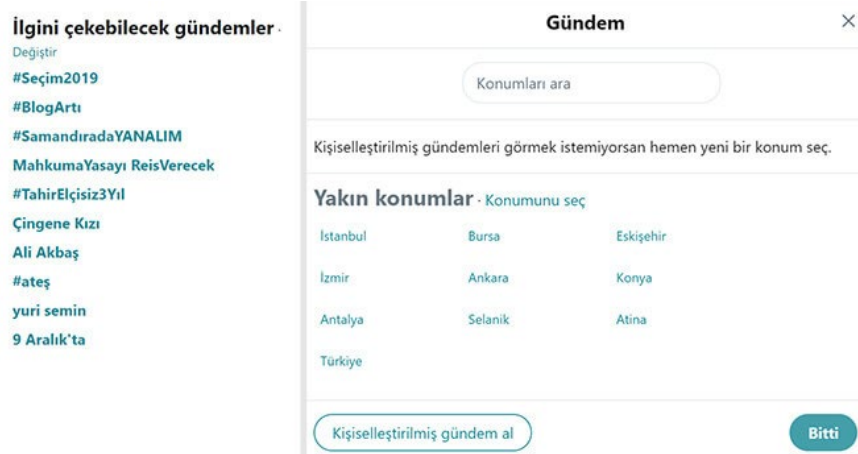 İlgini çekebilecek gündemler ·
Değiştir
#Seçim2019
#BlogArtı
#SamandıradaYANALIM
MahkumaYasayı ReisVerecek
#TahirElçisiz3Yıl
Çingene Kızı
Ali Akbaş
#ateş
yuri semin
9 Aralık'ta
Gündem
Konumları ara
Kişiselleştirilmiş gündemleri görmek istemiyorsan hemen yeni bir konum seç.
Yakın konumlar · Konumunu seç
İstanbul Bursa Eskişehir
İzmir Ankara Konya
Antalya Selanik Atina
Türkiye
Kişiselleştirilmiş gündem al Bitti